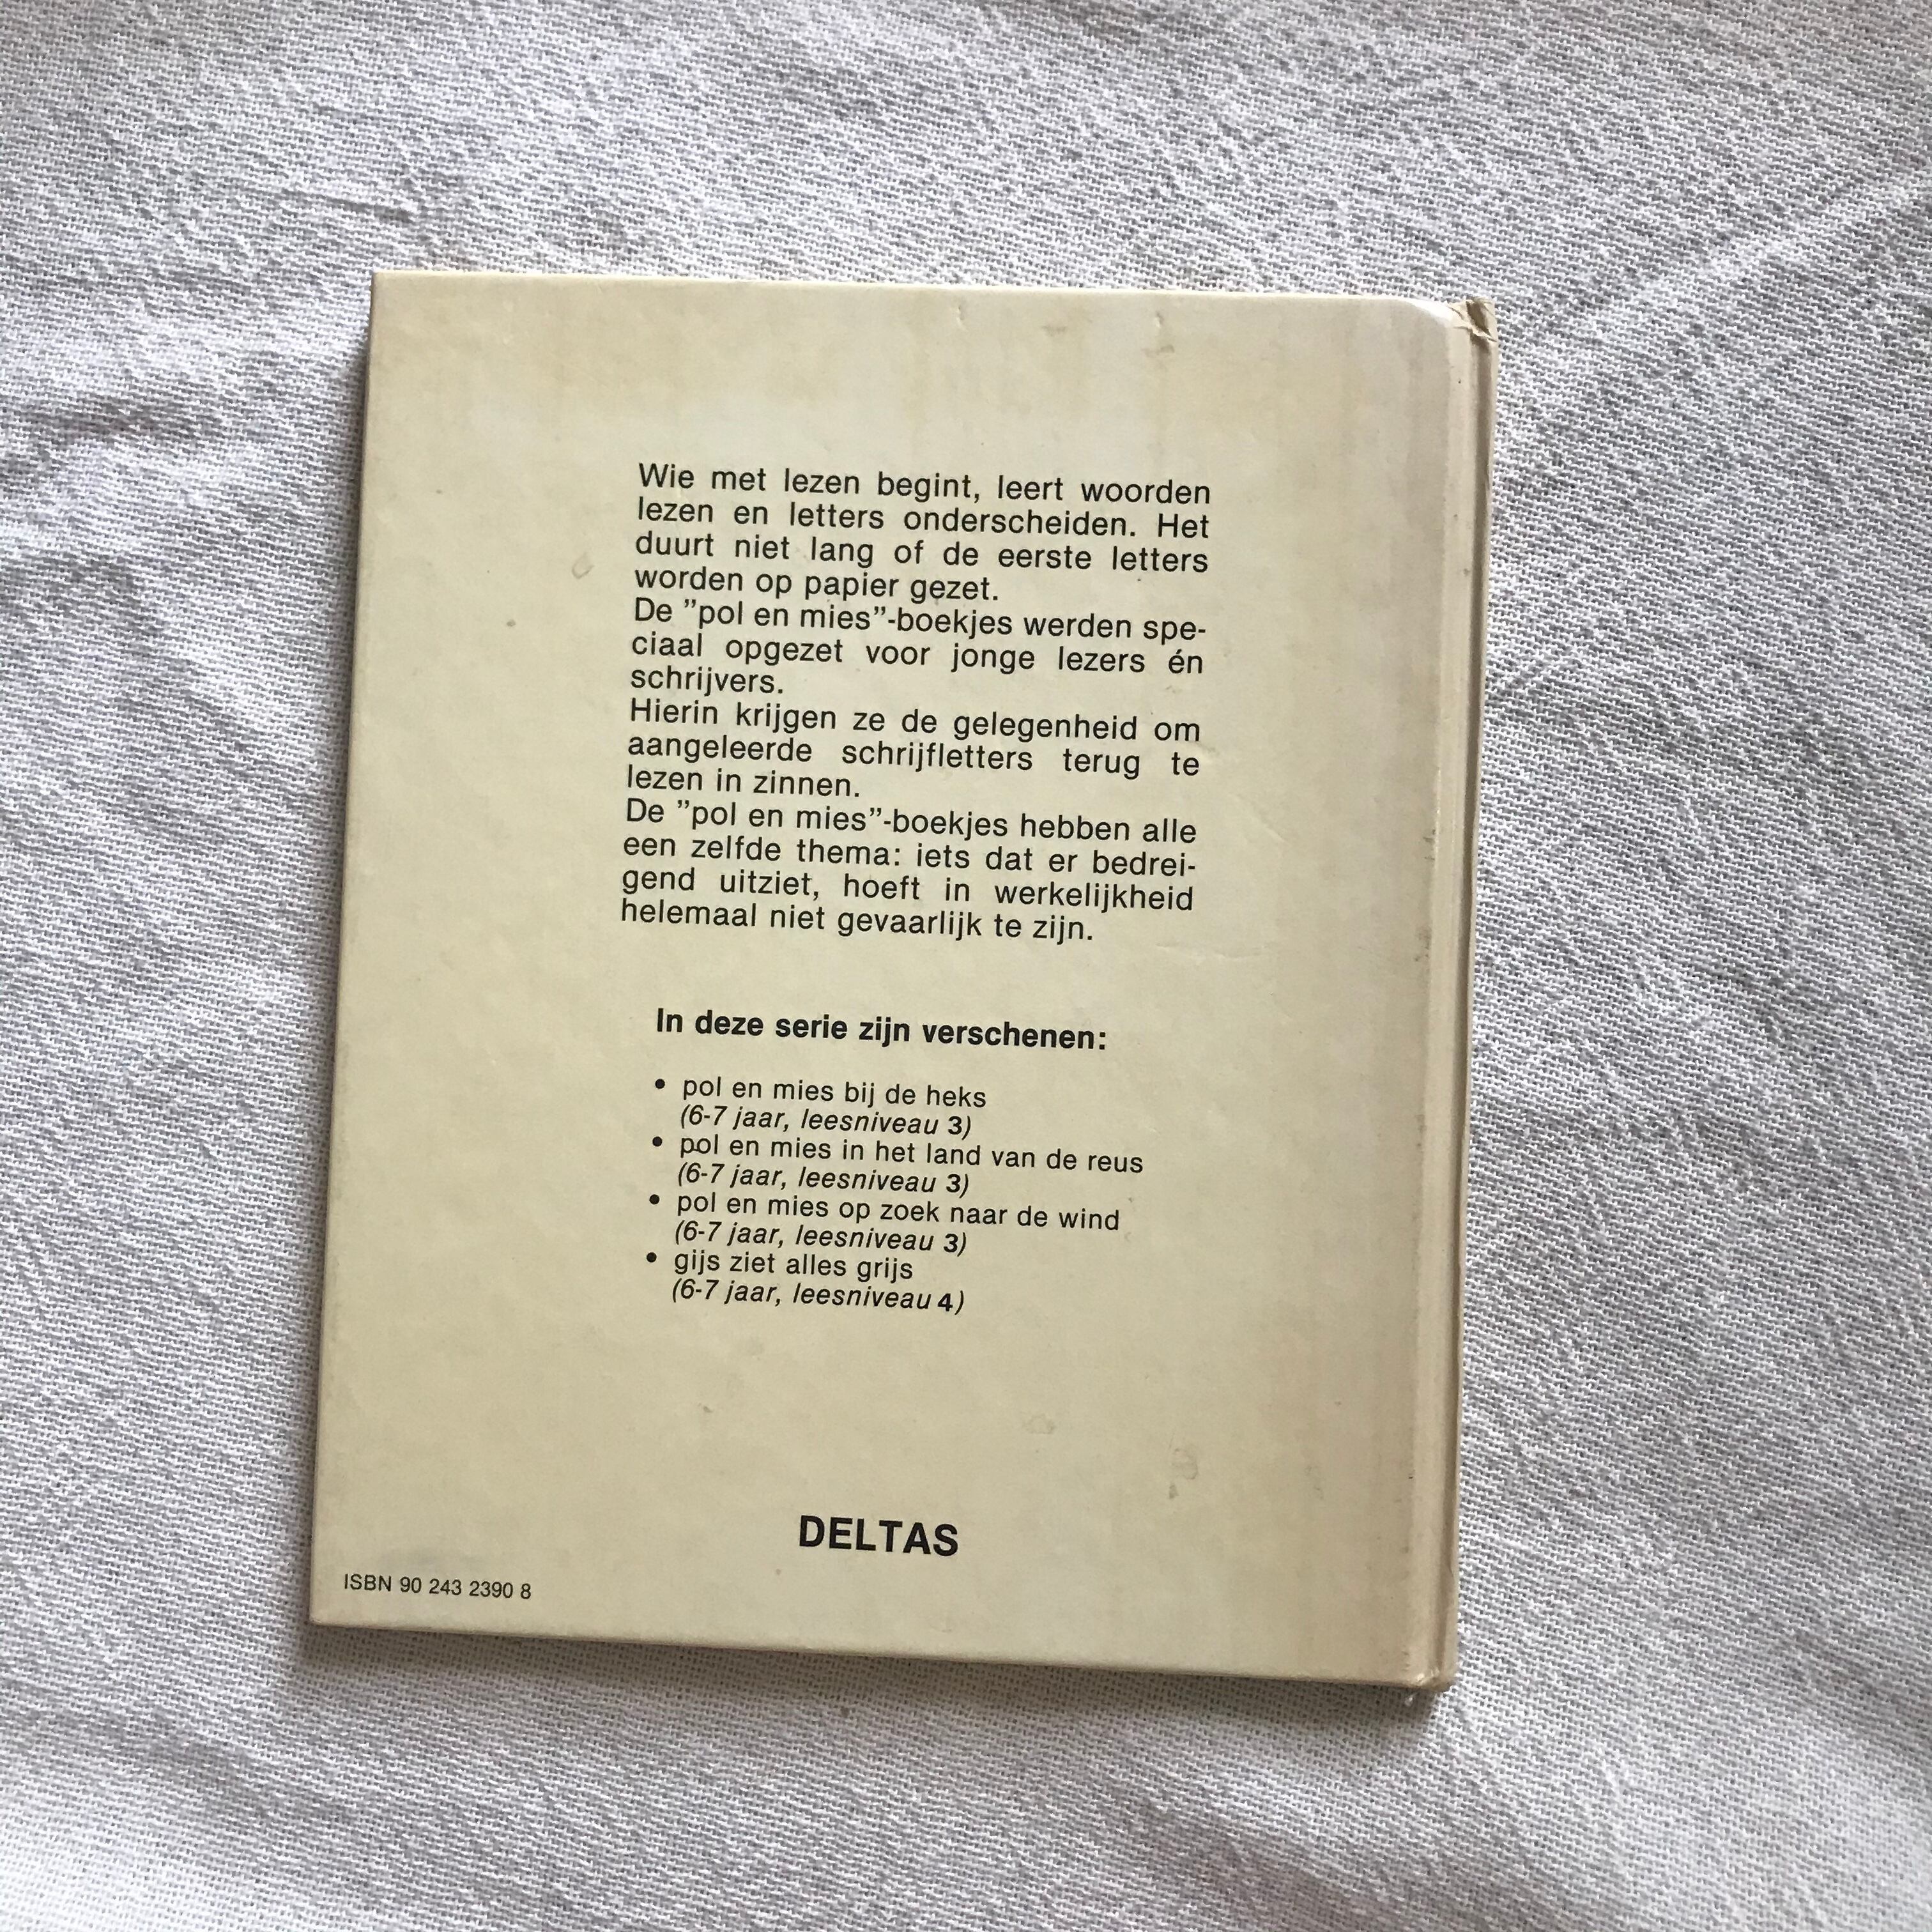 Wie met lezen begint, leert woorden
lezen en letters onderscheiden. Het
duurt niet lang of de eerste letters
worden op papier gezet.
De ”pol en mies”-boekjes werden spe-
ciaal opgezet voor jonge lezers én
schrijvers.
Hierin krijgen ze de gelegenheid om
aangeleerde schrijfletters terug te
lezen in zinnen.
De ”pol en mies”-boekjes hebben alle
een zelfde thema: iets dat er bedrei-
gend uitziet, hoeft in werkelijkheid
helemaal niet gevaarlijk te zijn.
In deze serie zijn verschenen:
• pol en mies bij de heks
(6-7 jaar, leesniveau 3)
• pol en mies in het land van de reus
(6-7 jaar, leesniveau 3)
• pol en mies op zoek naar de wind
(6-7 jaar, leesniveau 3)
• gijs ziet alles grijs
(6-7 jaar, leesniveau 4)
DELTAS
ISBN 90 243 2390 8